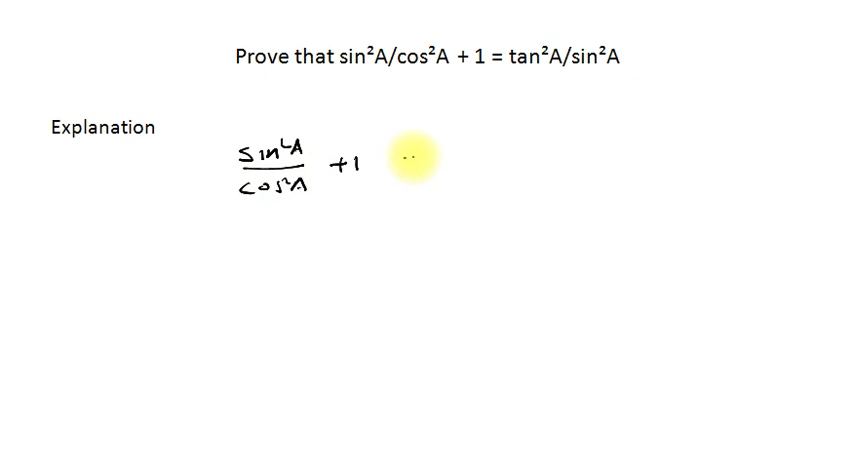 Prove that sin²A/cos²A + 1 = tan²A/sin²A
Explanation
sin²A
+1
cos²A